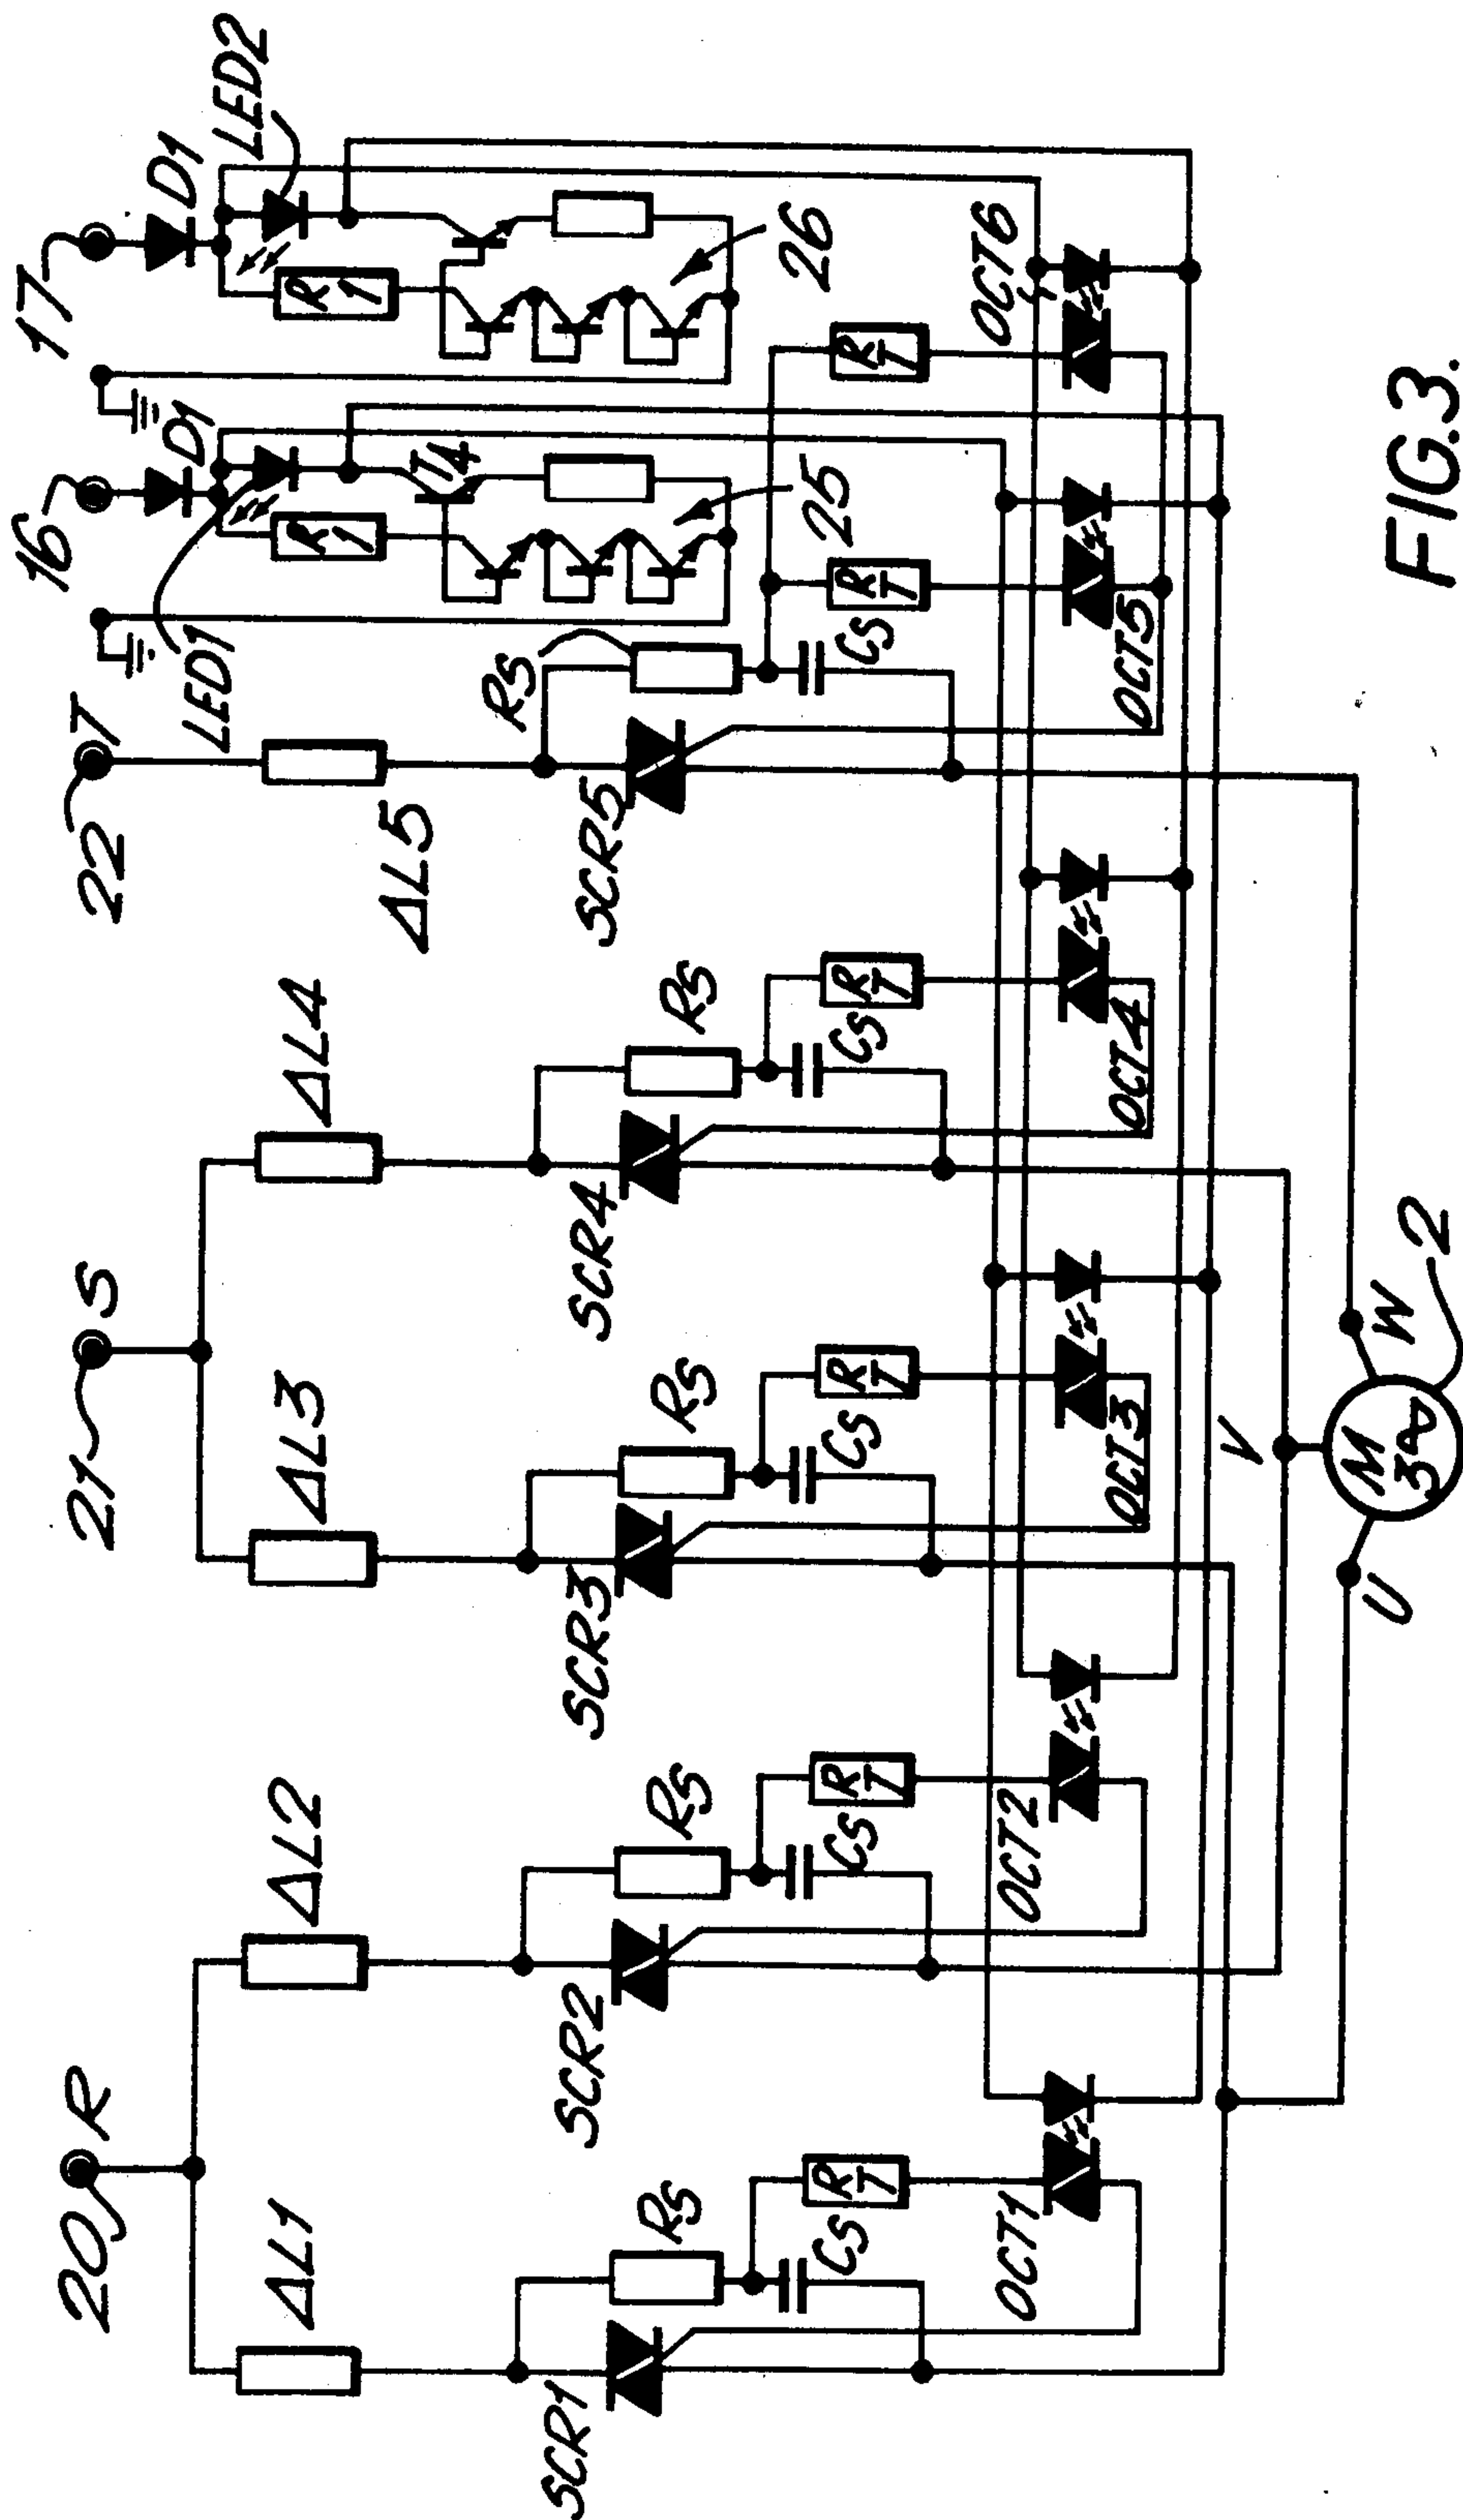 20 R
21 S
22 T
16
17
ΔL1
ΔL2
ΔL3
ΔL4
ΔL5
LED1
D1
D1
LED2
R1
R1
T4
SCR1
SCR2
SCR3
SCR4
SCR5
RS
RS
RS
RS
RS
CS
CS
CS
CS
CS
RT
RT
RT
RT
RT
RT
25
26
OCT1
OCT2
OCT3
OCT4
OCT5
OCT6
U
V
W
M
2
FIG.3.